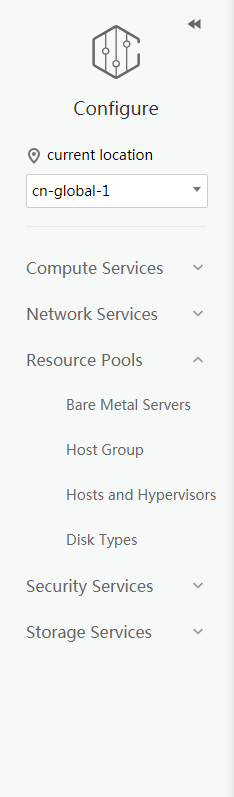 Configure
current location
cn-global-1
Compute Services
Network Services
Resource Pools
Bare Metal Servers
Host Group
Hosts and Hypervisors
Disk Types
Security Services
Storage Services